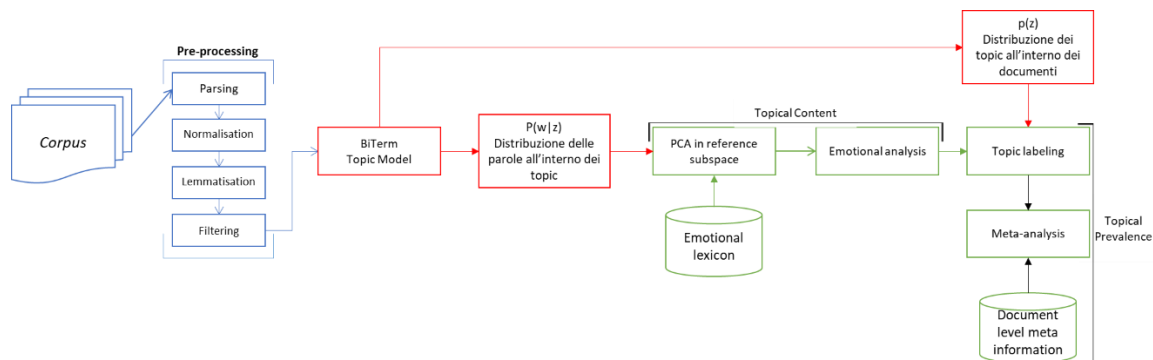 Pre-processing
Corpus
Parsing
Normalisation
Lemmatisation
Filtering
BiTerm
Topic Model
P(w|z)
Distribuzione delle
parole all'interno dei
topic
Topical Content
PCA in reference
subspace
Emotional analysis
Emotional
lexicon
p(z)
Distribuzione dei
topic all'interno dei
documenti
Topic labeling
Meta-analysis
Document
level meta
information
Topical
Prevalence